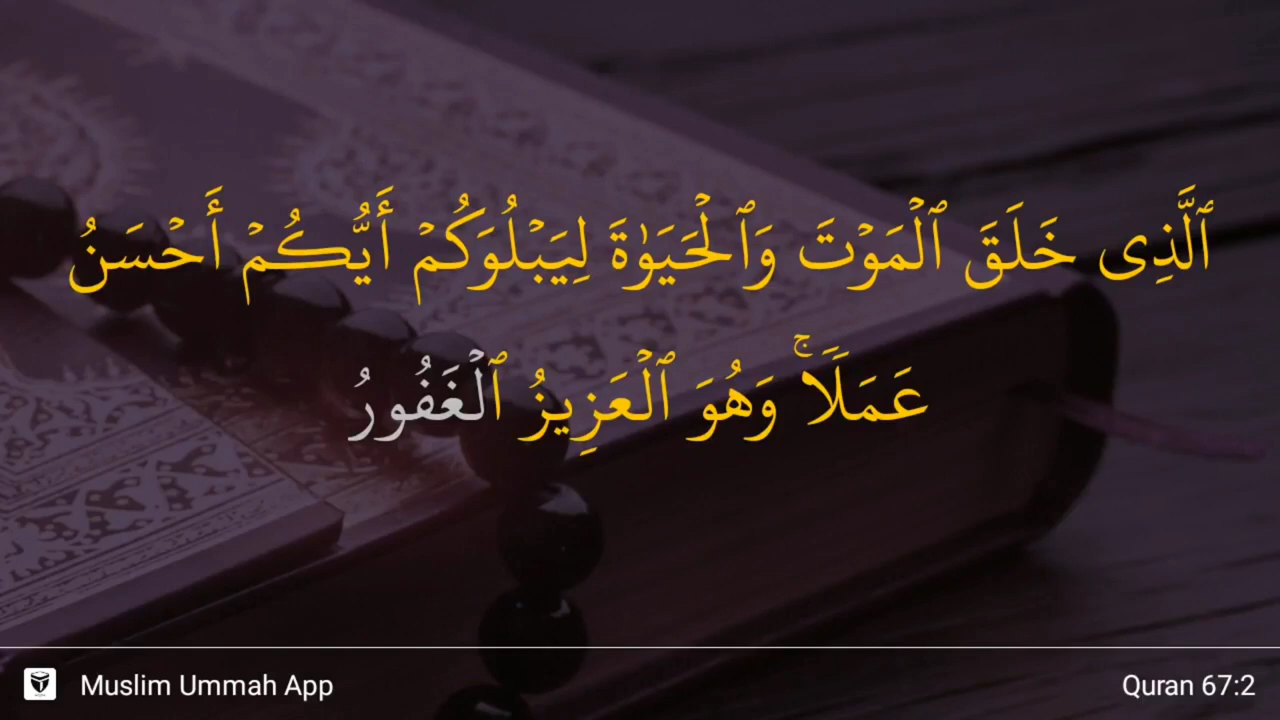 ٱلَّذِى خَلَقَ ٱلْمَوْتَ وَٱلْحَيَوٰةَ لِيَبْلُوَكُمْ أَيُّكُمْ أَحْسَنُ
عَمَلًا ۚ وَهُوَ ٱلْعَزِيزُ ٱلْغَفُورُ
Muslim Ummah App
Quran 67:2